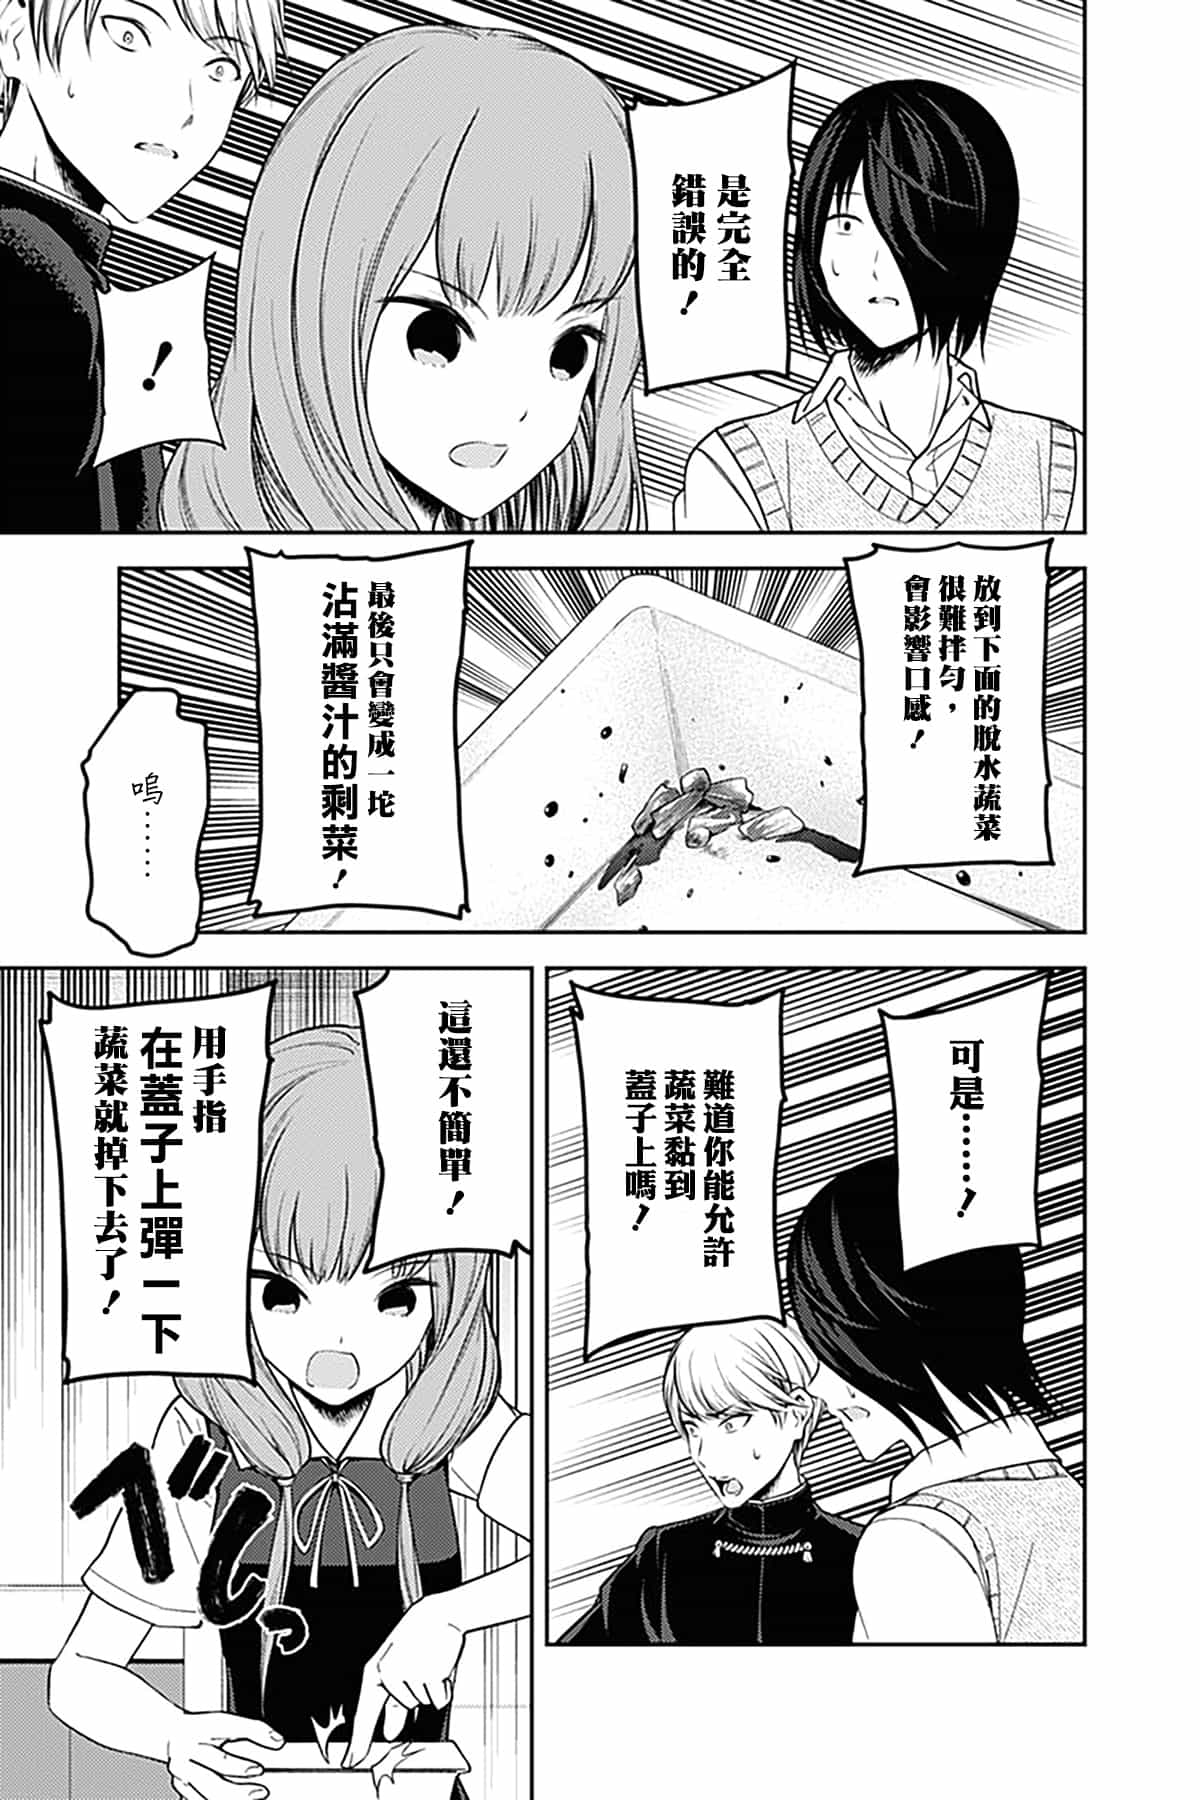 是完全
錯誤的！
！
放到下面的脫水蔬菜
很難拌勻，
會影響口感！
最後只會變成一坨
沾滿醬汁的剩菜！
嗚……
可是……！
難道你能允許
蔬菜黏到
蓋子上嗎！
這還不簡單！
用手指
在蓋子上彈一下
蔬菜就掉下去了！
べじっ